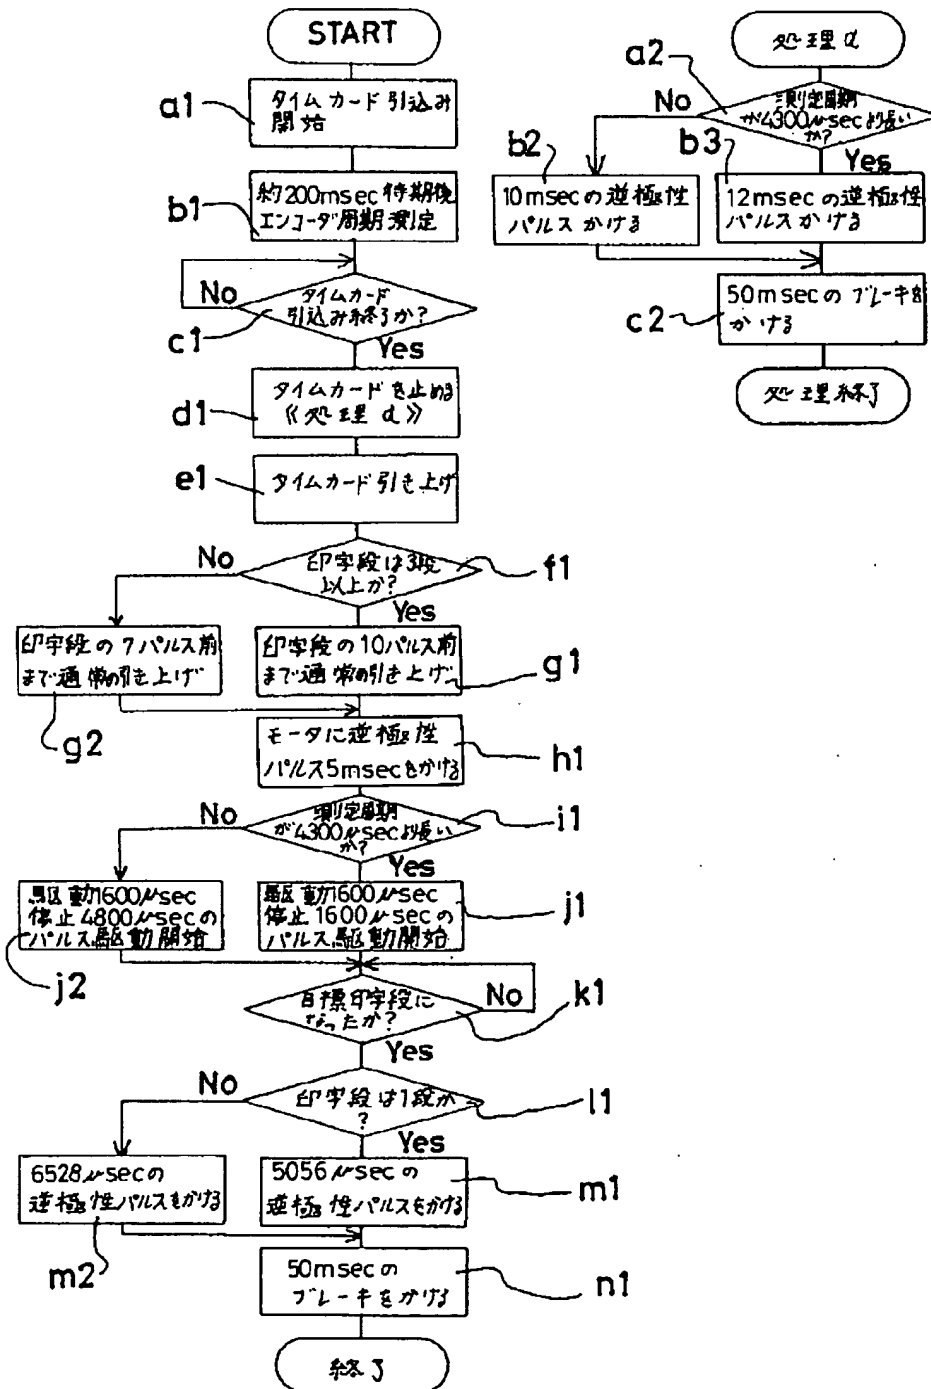 START
a1
タイムカード引込み
開始
b1
約200msec待期後
エンコーダ周期測定
No
タイムカード
引込み終了か?
c1
Yes
タイムカードを止める
《処理α》
d1
e1
タイムカード引き上げ
No
印字段は3段
以上か?
f1
Yes
印字段の7パルス前
まで通常の引き上げ
g2
印字段の10パルス前
まで通常の引き上げ
g1
モータに逆極性
パルス5msecをかける
h1
No
測定周期
が4300μsecより長い
か?
i1
Yes
駆動1600μsec
停止4800μsecの
パルス駆動開始
j2
駆動1600μsec
停止1600μsecの
パルス駆動開始
j1
目標印字段に
なったか?
No
k1
Yes
No
印字段は1段か
?
l1
Yes
6528μsecの
逆極性パルスをかける
m2
5056μsecの
逆極性パルスをかける
m1
50msecの
ブレーキをかける
n1
終了
処理α
a2
No
測定周期
が4300μsecより長い
か?
Yes
b2
10msecの逆極性
パルスかける
b3
12msecの逆極性
パルスかける
50msecのブレーキを
かける
c2
処理終了